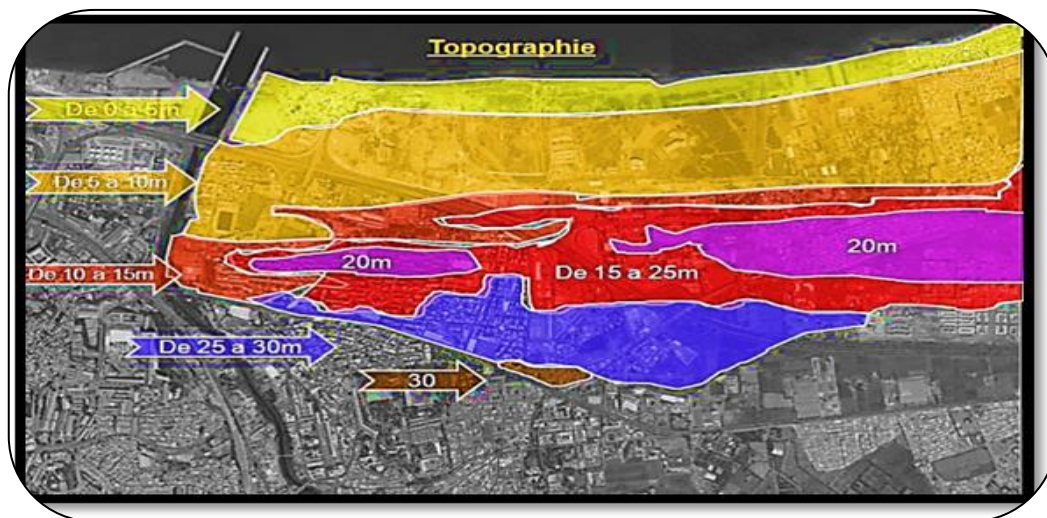 Topographie
De 0 a 5m
De 5 a 10m
20m
20m
De 10 a 15m
De 15 a 25m
De 25 a 30m
30